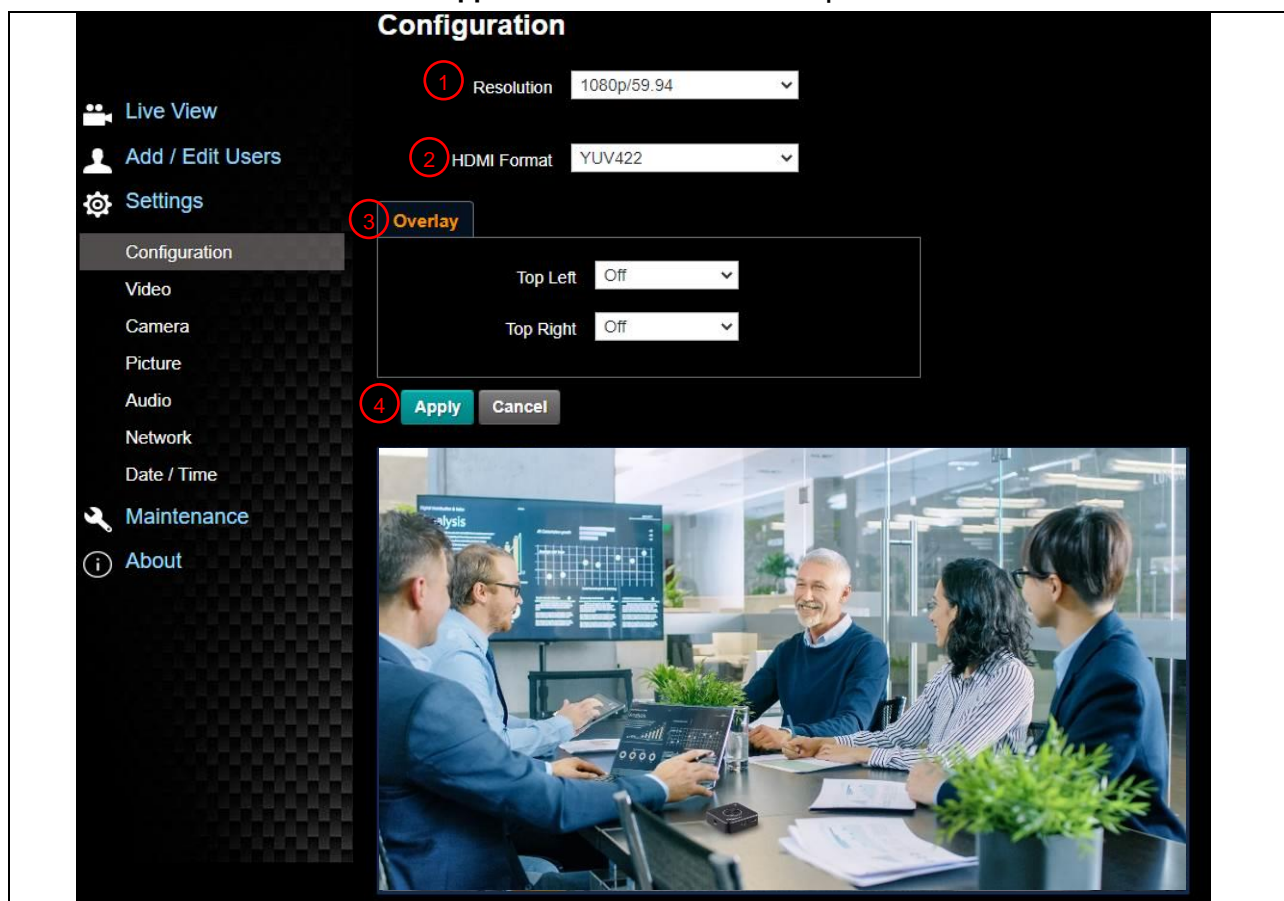 Configuration
1 Resolution 1080p/59.94
2 HDMI Format YUV422
Live View
Add / Edit Users
Settings
Configuration
Video
Camera
Picture
Audio
Network
Date / Time
Maintenance
About
3 Overlay
Top Left Off
Top Right Off
4 Apply Cancel
alysis